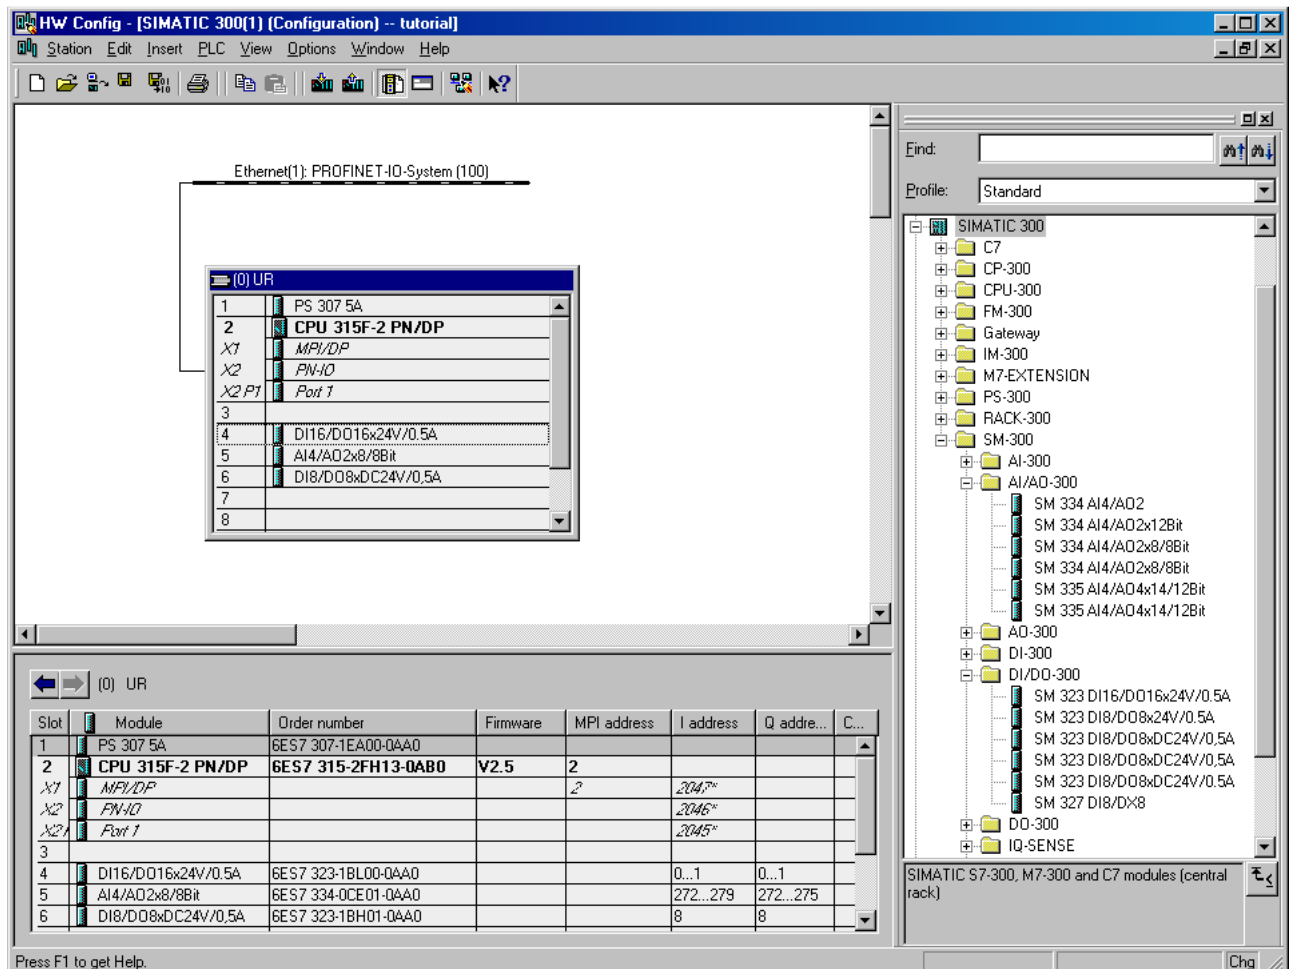 HW Config - [SIMATIC 300(1) (Configuration) -- tutorial]
Station Edit Insert PLC View Options Window Help
Ethernet(1): PROFINET-IO-System (100)
(0) UR
1 PS 307 5A
2 CPU 315F-2 PN/DP
X1 MPI/DP
X2 PN-IO
X2 P1 Port 1
3
4 DI16/DO16x24V/0.5A
5 AI4/AO2x8/8Bit
6 DI8/DO8xDC24V/0,5A
7
8
Find:
Profile: Standard
SIMATIC 300
C7
CP-300
CPU-300
FM-300
Gateway
IM-300
M7-EXTENSION
PS-300
RACK-300
SM-300
AI-300
AI/AO-300
SM 334 AI4/AO2
SM 334 AI4/AO2x12Bit
SM 334 AI4/AO2x8/8Bit
SM 334 AI4/AO2x8/8Bit
SM 335 AI4/AO4x14/12Bit
SM 335 AI4/AO4x14/12Bit
AO-300
DI-300
DI/DO-300
SM 323 DI16/DO16x24V/0.5A
SM 323 DI8/DO8x24V/0.5A
SM 323 DI8/DO8xDC24V/0,5A
SM 323 DI8/DO8xDC24V/0,5A
SM 323 DI8/DO8xDC24V/0.5A
SM 327 DI8/DX8
DO-300
IQ-SENSE
SIMATIC S7-300, M7-300 and C7 modules (central
rack)
(0) UR
Slot Module Order number Firmware MPI address I address Q addre... C...
1 PS 307 5A 6ES7 307-1EA00-0AA0
2 CPU 315F-2 PN/DP 6ES7 315-2FH13-0AB0 V2.5 2
X1 MPI/DP 2 2047*
X2 PN-IO 2046*
X2 Port 1 2045*
3
4 DI16/DO16x24V/0.5A 6ES7 323-1BL00-0AA0 0...1 0...1
5 AI4/AO2x8/8Bit 6ES7 334-0CE01-0AA0 272...279 272...275
6 DI8/DO8xDC24V/0,5A 6ES7 323-1BH01-0AA0 8 8
Press F1 to get Help.
Chg